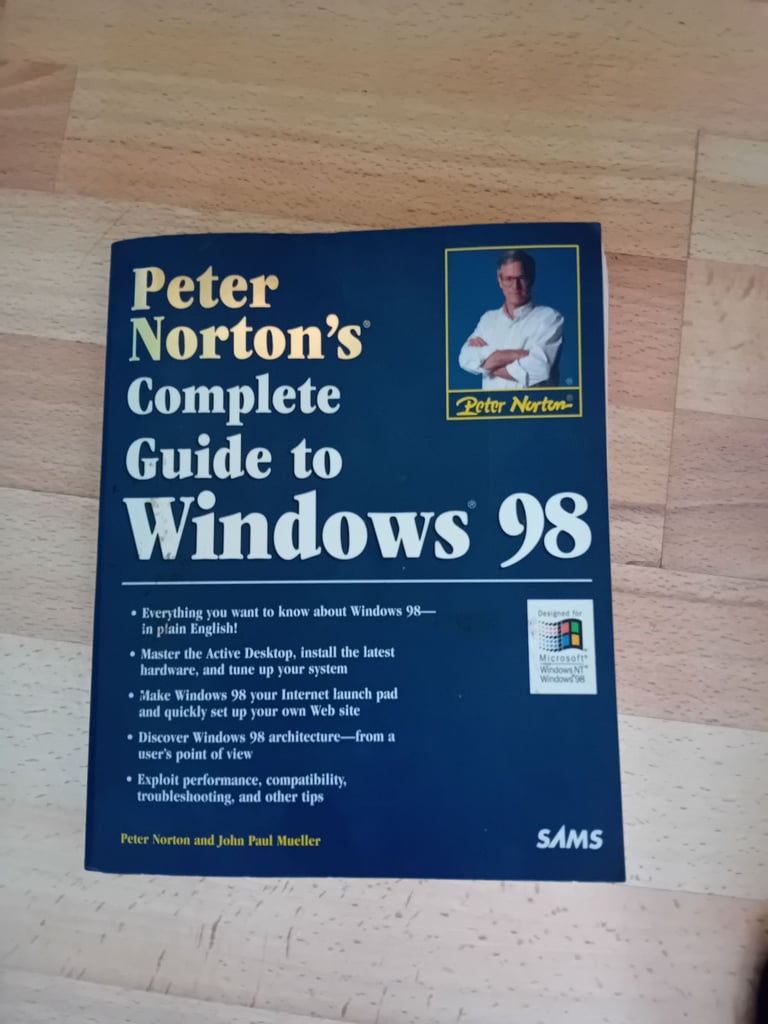 Peter
Norton's®
Complete
Guide to
Windows® 98
Peter Norton®
• Everything you want to know about Windows 98—
in plain English!
• Master the Active Desktop, install the latest
hardware, and tune up your system
• Make Windows 98 your Internet launch pad
and quickly set up your own Web site
• Discover Windows 98 architecture—from a
user's point of view
• Exploit performance, compatibility,
troubleshooting, and other tips
Designed for
Microsoft®
Windows NT™
Windows®98
Peter Norton and John Paul Mueller
SAMS